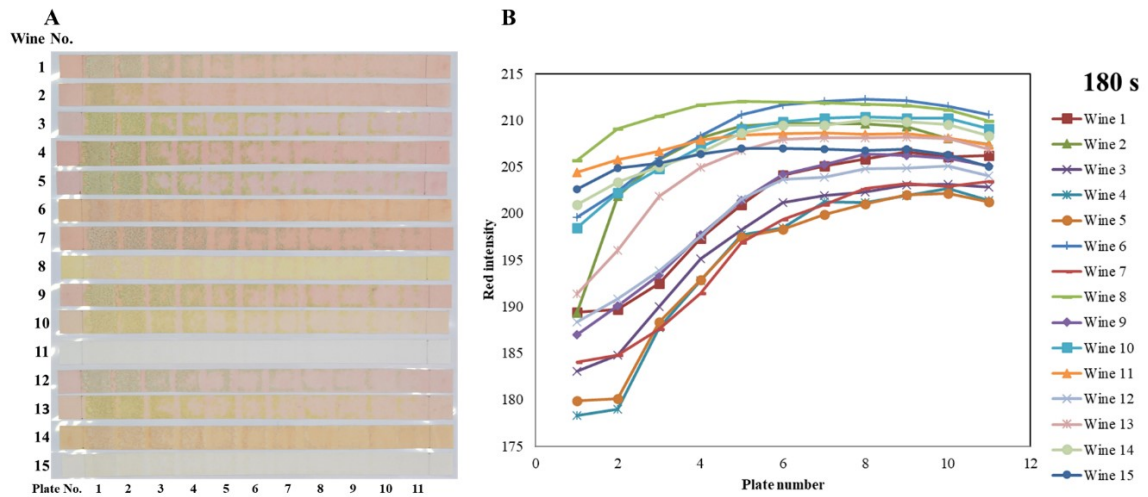 A
Wine No.
1
2
3
4
5
6
7
8
9
10
11
12
13
14
15
Plate No. 1 2 3 4 5 6 7 8 9 10 11
B
215
210
205
200
195
190
185
180
175
Red intensity
0 2 4 6 8 10 12
Plate number
180 s
Wine 1
Wine 2
Wine 3
Wine 4
Wine 5
Wine 6
Wine 7
Wine 8
Wine 9
Wine 10
Wine 11
Wine 12
Wine 13
Wine 14
Wine 15